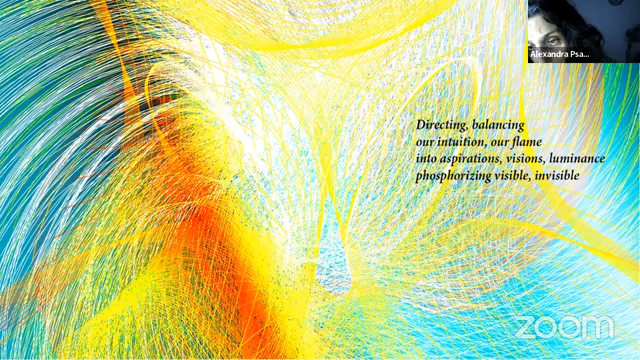 Alexandra Psa...
Directing, balancing
our intuition, our flame
into aspirations, visions, luminance
phosphorizing visible, invisible
zoom